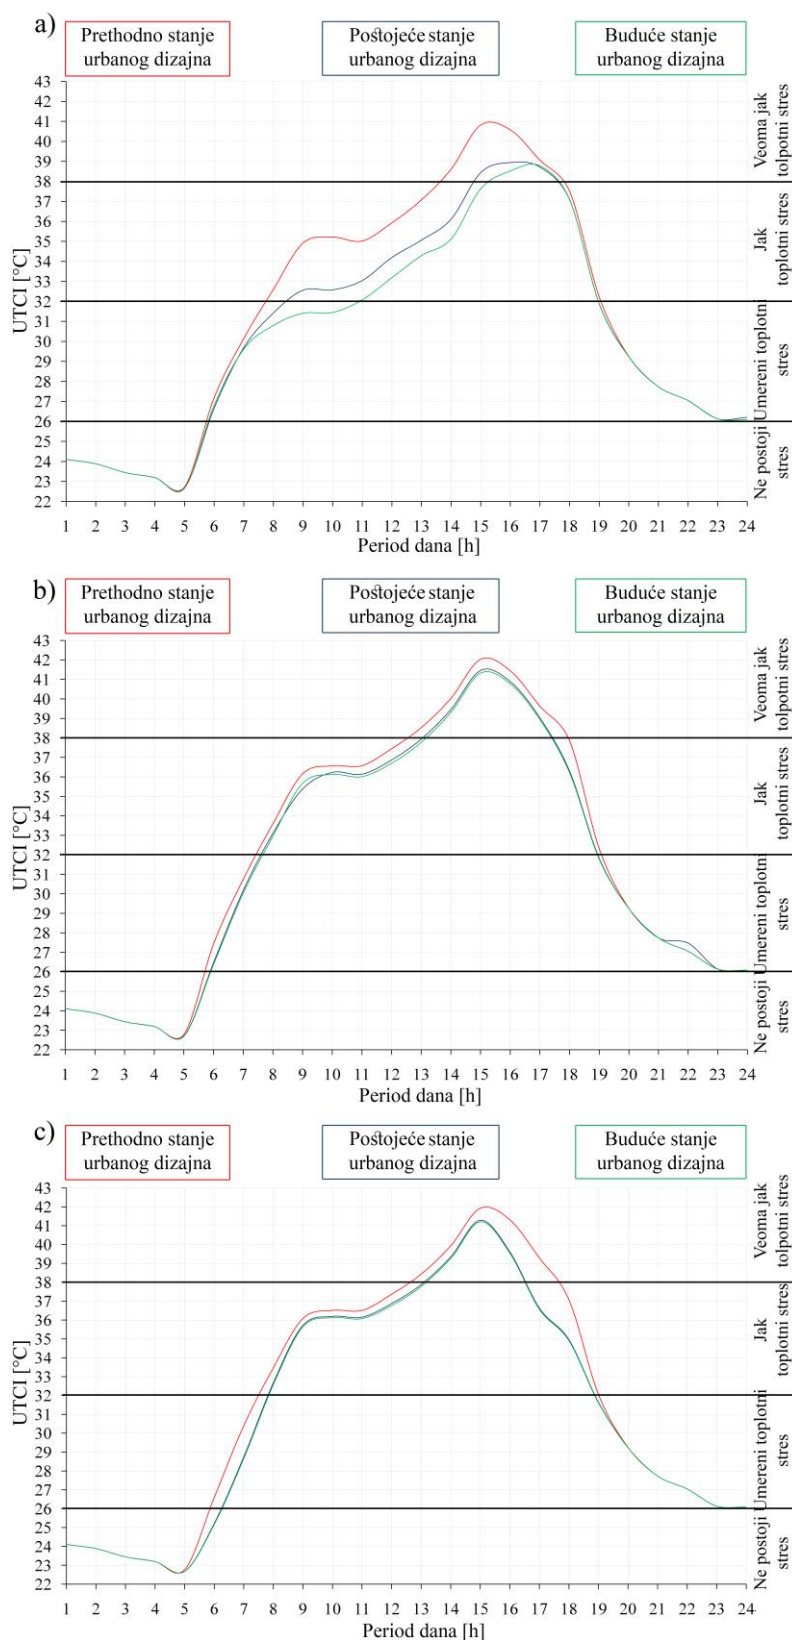 a)
Prethodno stanje
urbanog dizajna
Postojeće stanje
urbanog dizajna
Buduće stanje
urbanog dizajna
43
42
41
40
39
38
37
36
35
34
33
32
31
30
29
28
27
26
25
24
23
22
UTCI [°C]
Veoma jak
tolpotni stres
Jak
toplotni stres
Umereni toplotni
stres
Ne postoji
stres
1 2 3 4 5 6 7 8 9 10 11 12 13 14 15 16 17 18 19 20 21 22 23 24
Period dana [h]
b)
Prethodno stanje
urbanog dizajna
Postojeće stanje
urbanog dizajna
Buduće stanje
urbanog dizajna
43
42
41
40
39
38
37
36
35
34
33
32
31
30
29
28
27
26
25
24
23
22
UTCI [°C]
Veoma jak
tolpotni stres
Jak
toplotni stres
Umereni toplotni
stres
Ne postoji
stres
1 2 3 4 5 6 7 8 9 10 11 12 13 14 15 16 17 18 19 20 21 22 23 24
Period dana [h]
c)
Prethodno stanje
urbanog dizajna
Postojeće stanje
urbanog dizajna
Buduće stanje
urbanog dizajna
43
42
41
40
39
38
37
36
35
34
33
32
31
30
29
28
27
26
25
24
23
22
UTCI [°C]
Veoma jak
tolpotni stres
Jak
toplotni stres
Umereni toplotni
stres
Ne postoji
stres
1 2 3 4 5 6 7 8 9 10 11 12 13 14 15 16 17 18 19 20 21 22 23 24
Period dana [h]